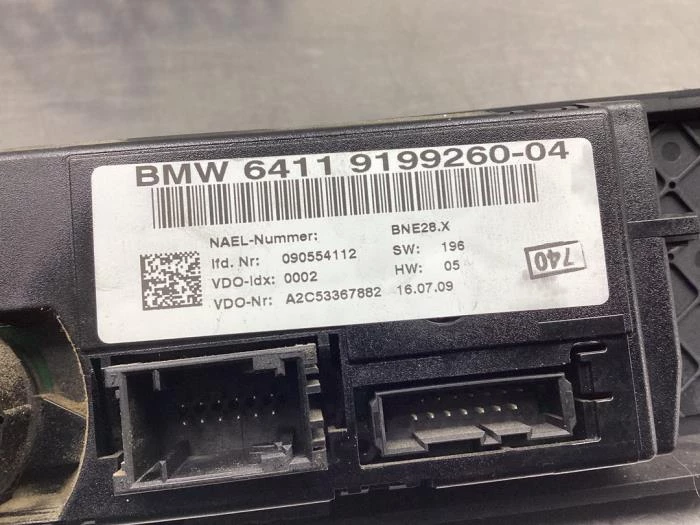 BMW 6411 9199260-04
NAEL-Nummer: BNE28.X
lfd. Nr: 090554112 SW: 196
VDO-Idx: 0002 HW: 05
VDO-Nr: A2C53367882 16.07.09
740